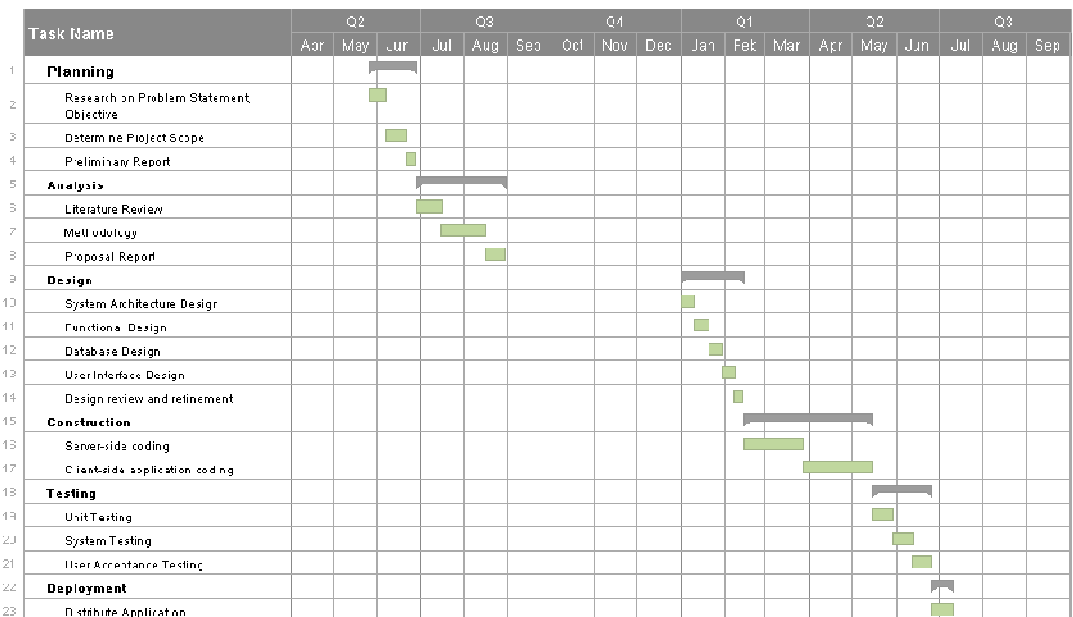 Task Name
Q2 Q3 Q4 Q1 Q2 Q3
Apr May Jun Jul Aug Sep Oct Nov Dec Jan Feb Mar Apr May Jun Jul Aug Sep
1 Planning
2 Research on Problem Statement,
Objective
3 Determine Project Scope
4 Preliminary Report
5 Analysis
6 Literature Review
7 Methodology
8 Proposal Report
9 Design
10 System Architecture Design
11 Functional Design
12 Database Design
13 User Interface Design
14 Design review and refinement
15 Construction
16 Server-side coding
17 Client-side application coding
18 Testing
19 Unit Testing
20 System Testing
21 User Acceptance Testing
22 Deployment
23 Distribute Application